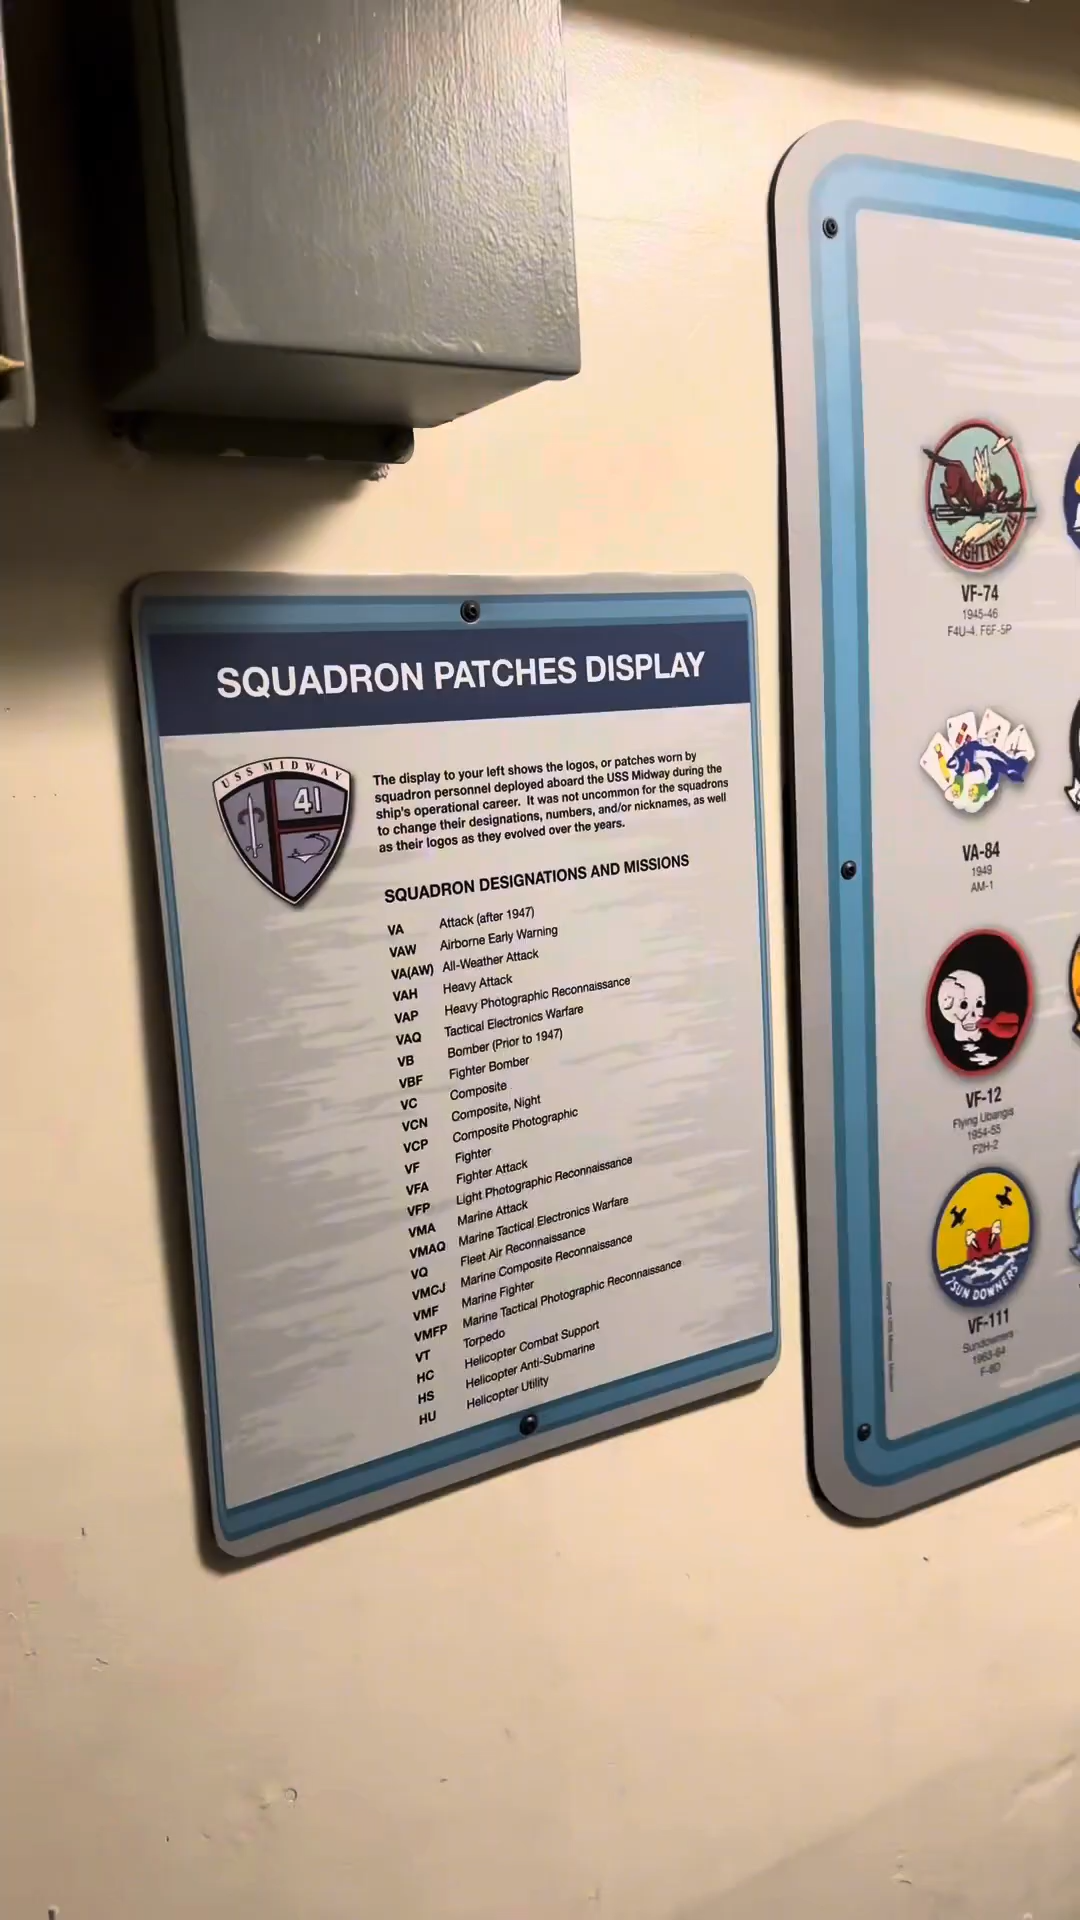 SQUADRON PATCHES DISPLAY
USS MIDWAY
41
The display to your left shows the logos, or patches worn by
squadron personnel deployed aboard the USS Midway during the
ship's operational career. It was not uncommon for the squadrons
to change their designations, numbers, and/or nicknames, as well
as their logos as they evolved over the years.
SQUADRON DESIGNATIONS AND MISSIONS
VA Attack (after 1947)
VAW Airborne Early Warning
VA(AW) All-Weather Attack
VAH Heavy Attack
VAP Heavy Photographic Reconnaissance
VAQ Tactical Electronics Warfare
VB Bomber (Prior to 1947)
VBF Fighter Bomber
VC Composite
VCN Composite, Night
VCP Composite Photographic
VF Fighter
VFA Fighter Attack
VFP Light Photographic Reconnaissance
VMA Marine Attack
VMAQ Marine Tactical Electronics Warfare
VQ Fleet Air Reconnaissance
VMCJ Marine Composite Reconnaissance
VMF Marine Fighter
VMFP Marine Tactical Photographic Reconnaissance
VT Torpedo
HC Helicopter Combat Support
HS Helicopter Anti-Submarine
HU Helicopter Utility
FIGHTING 74
VF-74
1945-46
F4U-4, F6F-5P
VA-84
1949
AM-1
VF-12
Flying Ubangis
1954-55
F2H-2
SUN DOWNERS
VF-111
Sundowners
1963-64
F-8D